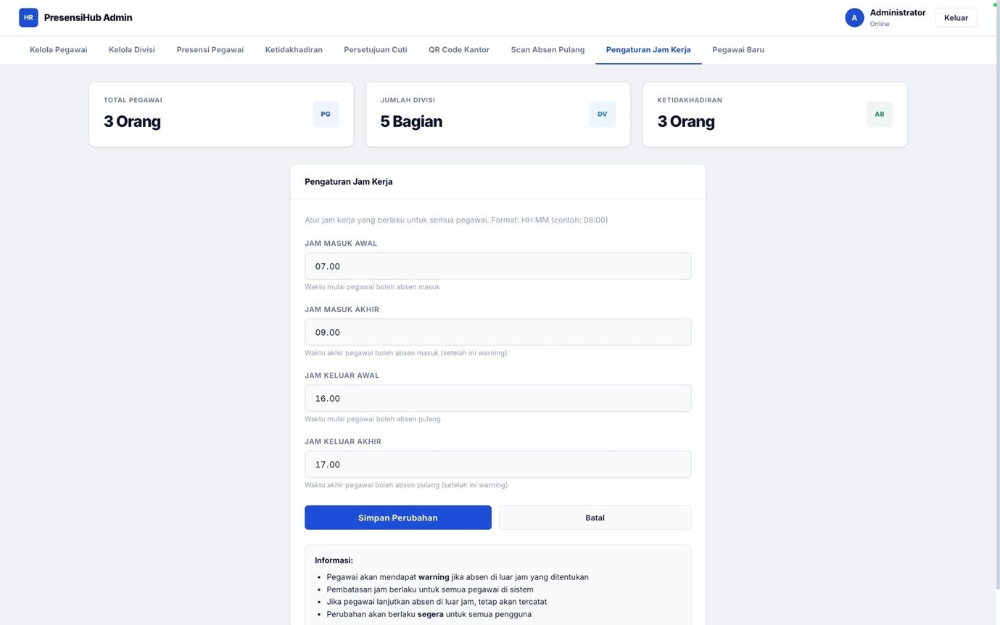 HR PresensiHub Admin
A Administrator
Online
Keluar
Kelola Pegawai Kelola Divisi Presensi Pegawai Ketidakhadiran Persetujuan Cuti QR Code Kantor Scan Absen Pulang Pengaturan Jam Kerja Pegawai Baru
TOTAL PEGAWAI
3 Orang
PG
JUMLAH DIVISI
5 Bagian
DV
KETIDAKHADIRAN
3 Orang
AB
Pengaturan Jam Kerja
Atur jam kerja yang berlaku untuk semua pegawai. Format: HH:MM (contoh: 08:00)
JAM MASUK AWAL
07.00
Waktu mulai pegawai boleh absen masuk
JAM MASUK AKHIR
09.00
Waktu akhir pegawai boleh absen masuk (setelah ini warning)
JAM KELUAR AWAL
16.00
Waktu mulai pegawai boleh absen pulang
JAM KELUAR AKHIR
17.00
Waktu akhir pegawai boleh absen pulang (setelah ini warning)
Simpan Perubahan Batal
Informasi:
• Pegawai akan mendapat warning jika absen di luar jam yang ditentukan
• Pembatasan jam berlaku untuk semua pegawai di sistem
• Jika pegawai lanjutkan absen di luar jam, tetap akan tercatat
• Perubahan akan berlaku segera untuk semua pengguna